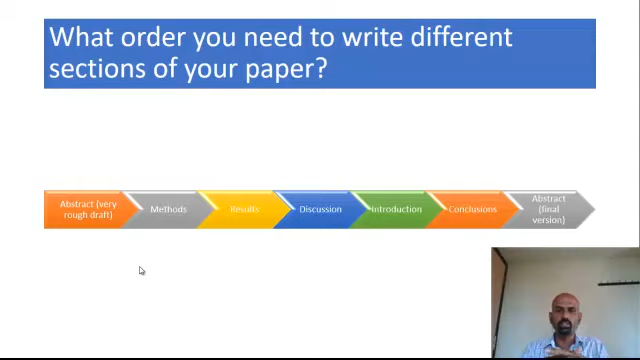 What order you need to write different
sections of your paper?
Abstract (very
rough draft)
Methods
Results
Discussion
Introduction
Conclusions
Abstract
(final
version)